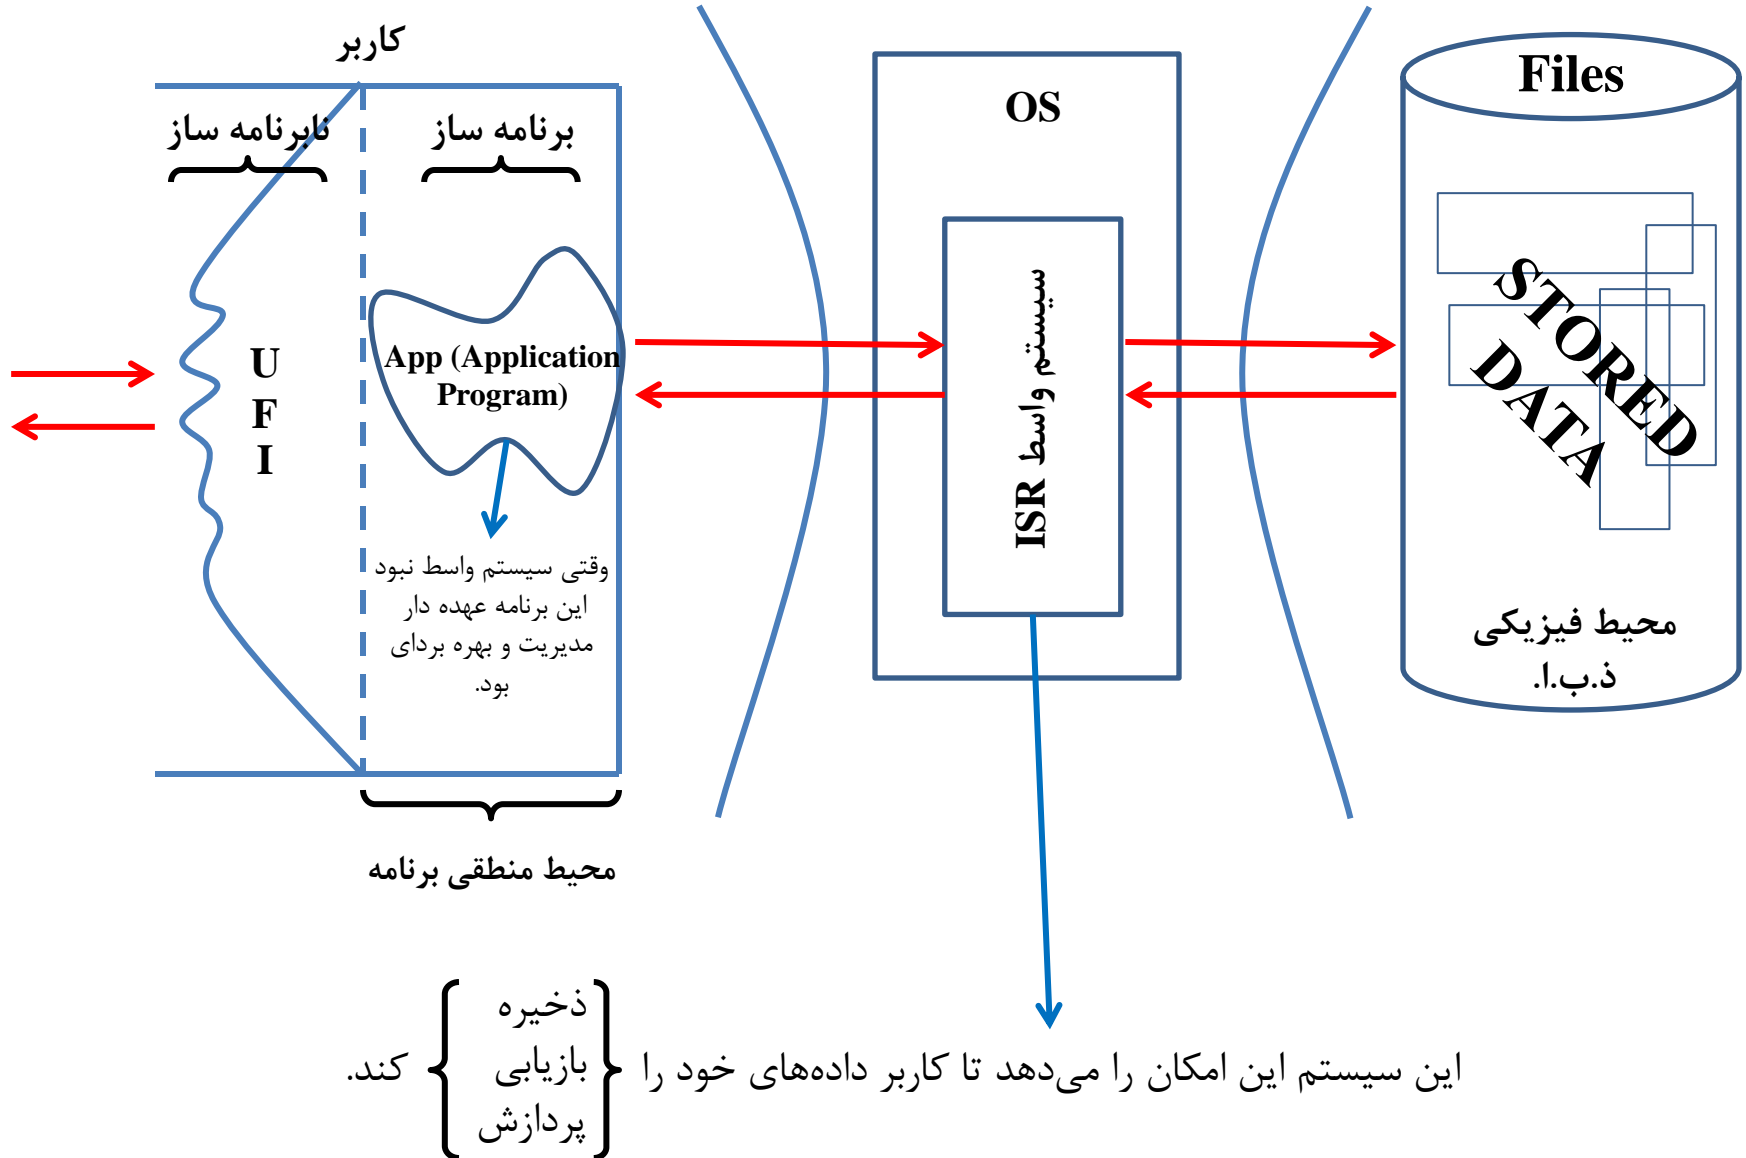 کاربر
نابرنامه ساز
برنامه ساز
U
F
I
App (Application
Program)
وقتی سیستم واسط نبود
این برنامه عهده دار
مدیریت و بهره بردای
بود.
محیط منطقی برنامه
OS
سیستم واسط ISR
Files
STORED
DATA
محیط فیزیکی
ذ.ب.ا.
این سیستم این امکان را می‌دهد تا کاربر داده‌های خود را
ذخیره
بازیابی
پردازش
کند.